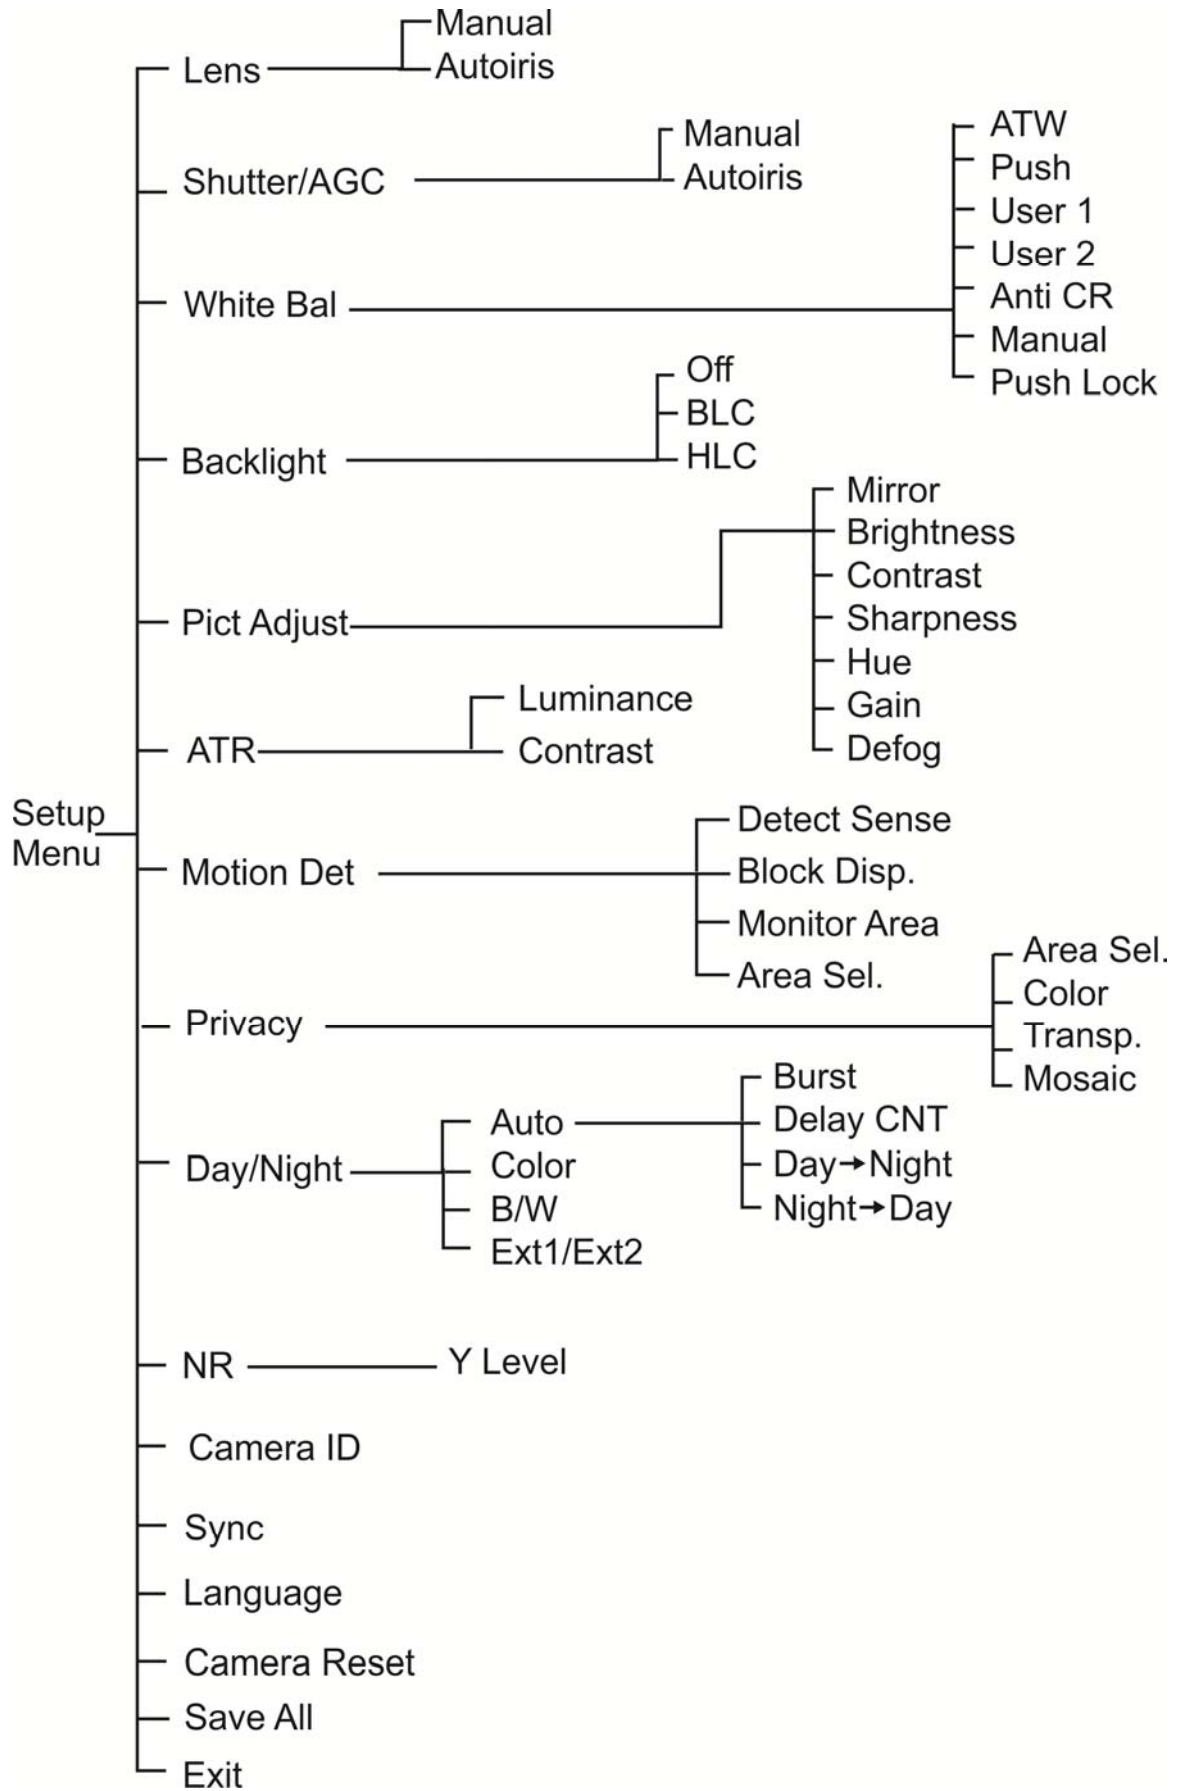 Setup
Menu
Lens
Manual
Autoiris
Shutter/AGC
Manual
Autoiris
White Bal
ATW
Push
User 1
User 2
Anti CR
Manual
Push Lock
Backlight
Off
BLC
HLC
Pict Adjust
Mirror
Brightness
Contrast
Sharpness
Hue
Gain
Defog
ATR
Luminance
Contrast
Motion Det
Detect Sense
Block Disp.
Monitor Area
Area Sel.
Privacy
Area Sel.
Color
Transp.
Mosaic
Day/Night
Auto
Color
B/W
Ext1/Ext2
Burst
Delay CNT
Day→Night
Night→Day
NR
Y Level
Camera ID
Sync
Language
Camera Reset
Save All
Exit